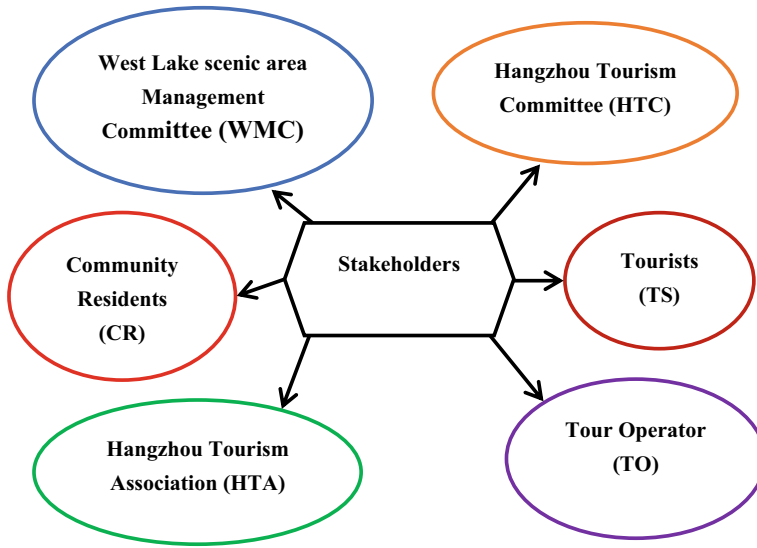 West Lake scenic area
Management
Committee (WMC)
Hangzhou Tourism
Committee (HTC)
Stakeholders
Community
Residents
(CR)
Tourists
(TS)
Hangzhou Tourism
Association (HTA)
Tour Operator
(TO)